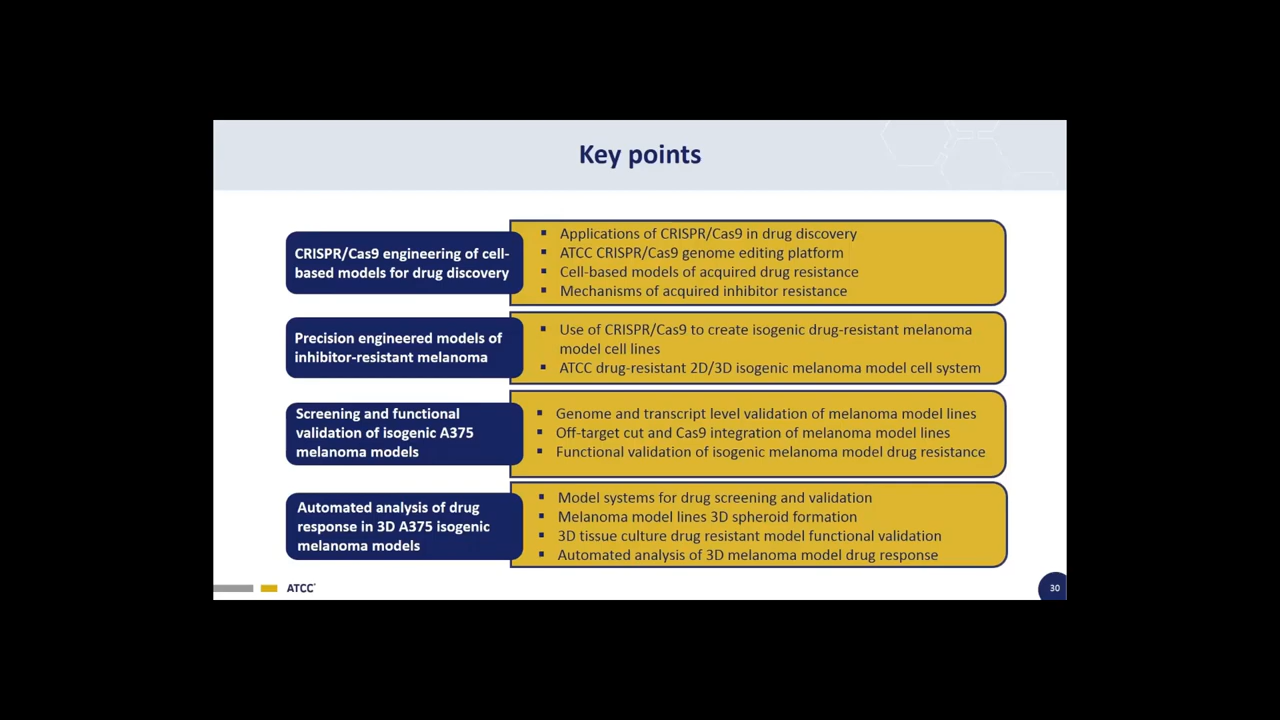 Key points
CRISPR/Cas9 engineering of cell-
based models for drug discovery
▪ Applications of CRISPR/Cas9 in drug discovery
▪ ATCC CRISPR/Cas9 genome editing platform
▪ Cell-based models of acquired drug resistance
▪ Mechanisms of acquired inhibitor resistance
Precision engineered models of
inhibitor-resistant melanoma
▪ Use of CRISPR/Cas9 to create isogenic drug-resistant melanoma
model cell lines
▪ ATCC drug-resistant 2D/3D isogenic melanoma model cell system
Screening and functional
validation of isogenic A375
melanoma models
▪ Genome and transcript level validation of melanoma model lines
▪ Off-target cut and Cas9 integration of melanoma model lines
▪ Functional validation of isogenic melanoma model drug resistance
Automated analysis of drug
response in 3D A375 isogenic
melanoma models
▪ Model systems for drug screening and validation
▪ Melanoma model lines 3D spheroid formation
▪ 3D tissue culture drug resistant model functional validation
▪ Automated analysis of 3D melanoma model drug response
ATCC
30